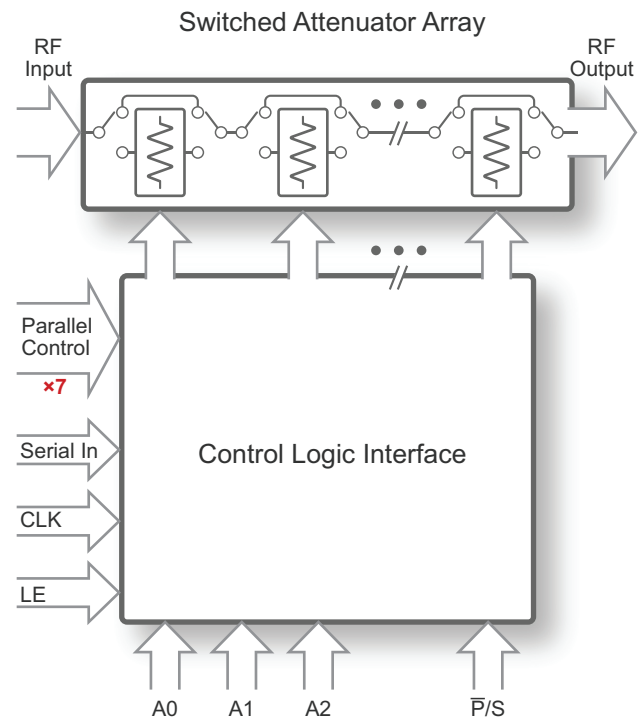 Switched Attenuator Array
RF
Input
RF
Output
Parallel
Control
×7
Serial In
CLK
LE
Control Logic Interface
A0
A1
A2
P̅/S